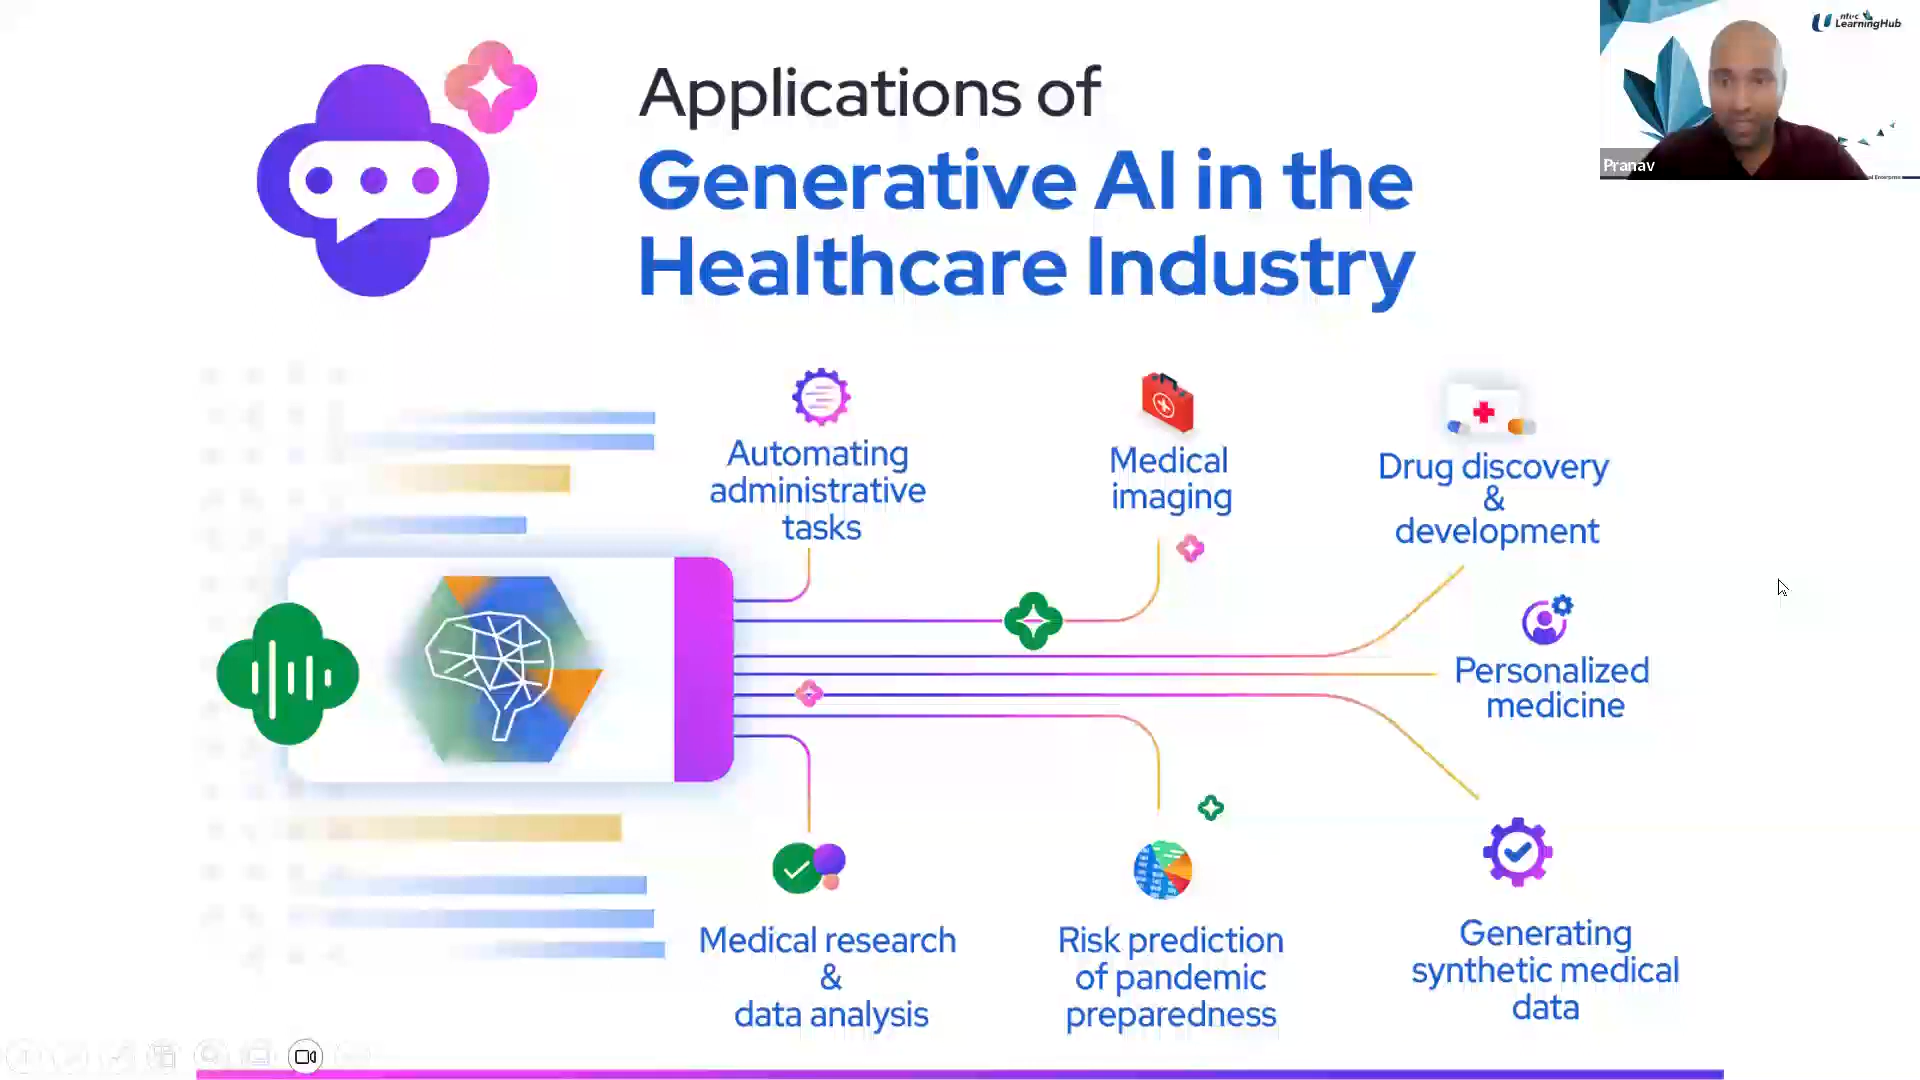 Applications of
Generative AI in the
Healthcare Industry
ntuc
LearningHub
Pranav
Automating
administrative
tasks
Medical
imaging
Drug discovery
&
development
Personalized
medicine
Medical research
&
data analysis
Risk prediction
of pandemic
preparedness
Generating
synthetic medical
data